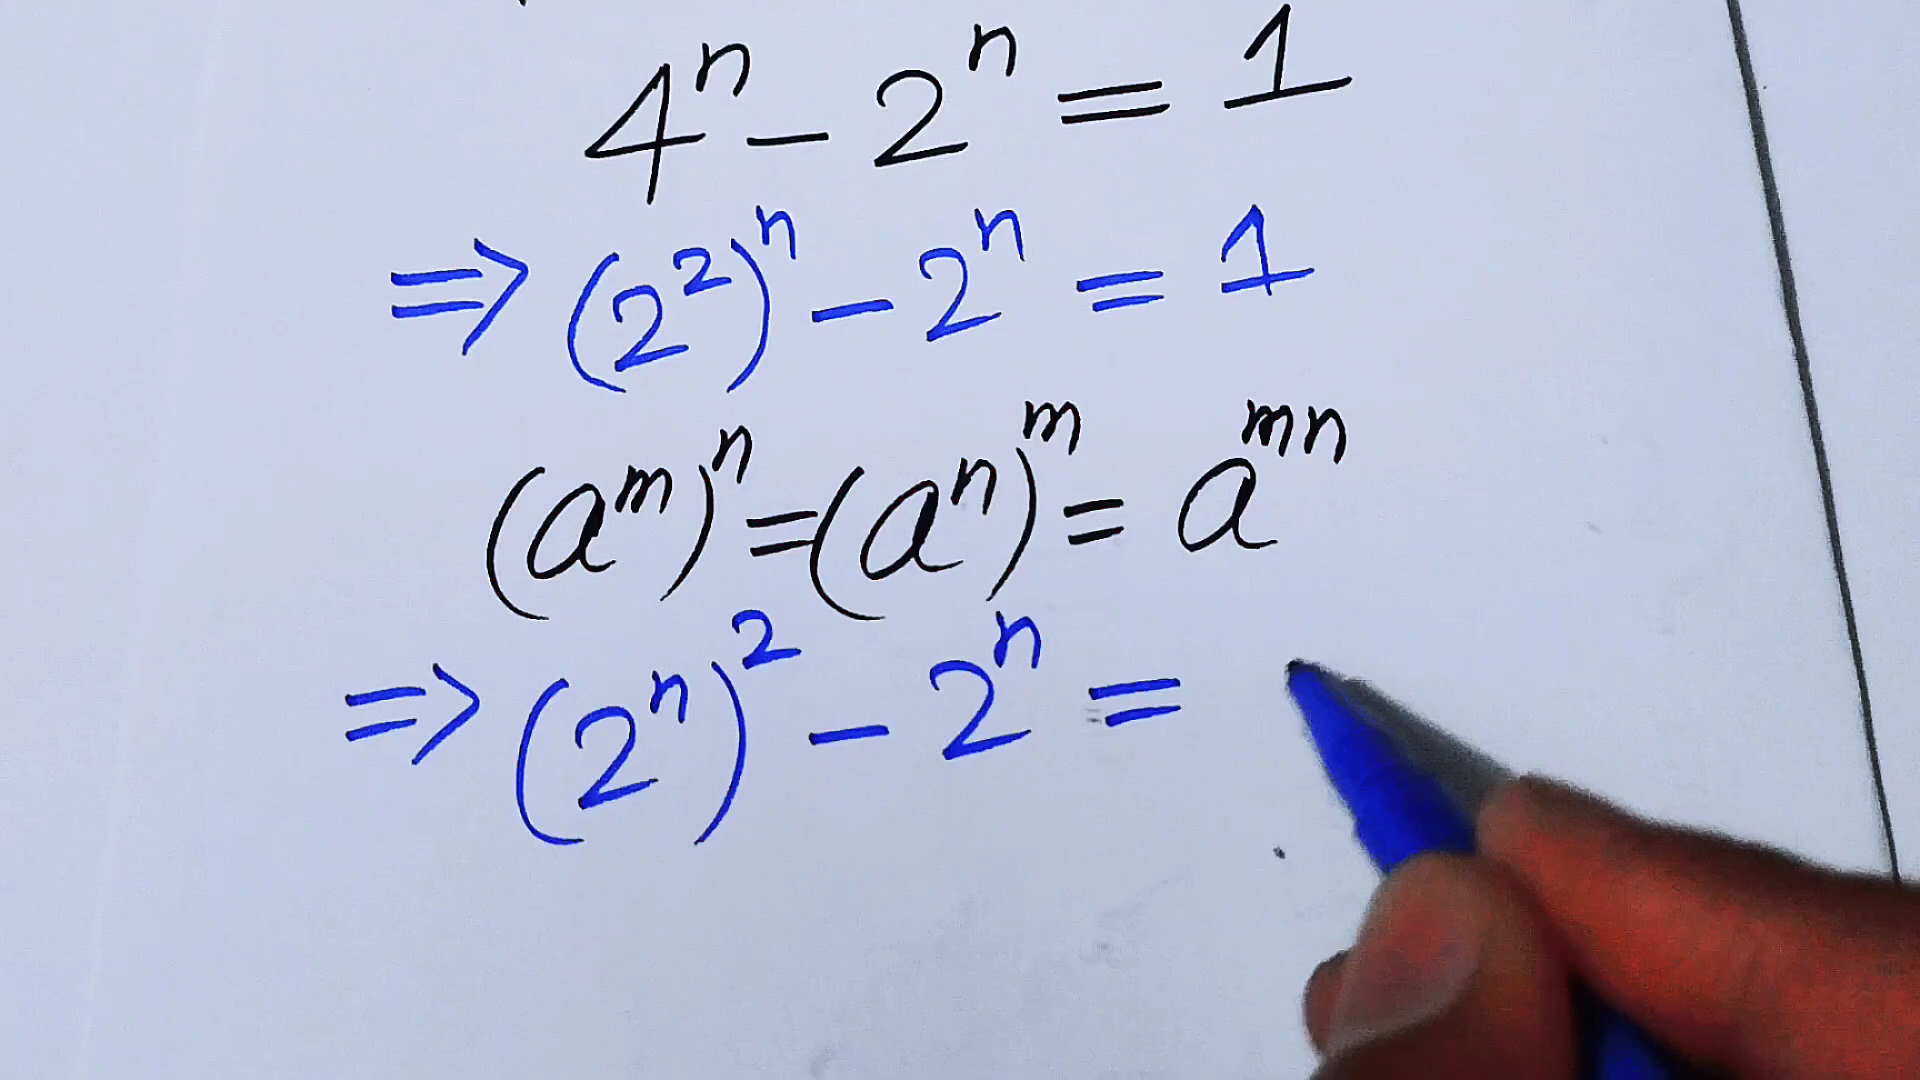 4ⁿ - 2ⁿ = 1
=> (2²)ⁿ - 2ⁿ = 1
(aᵐ)ⁿ = (aⁿ)ᵐ = aᵐⁿ
=> (2ⁿ)² - 2ⁿ =